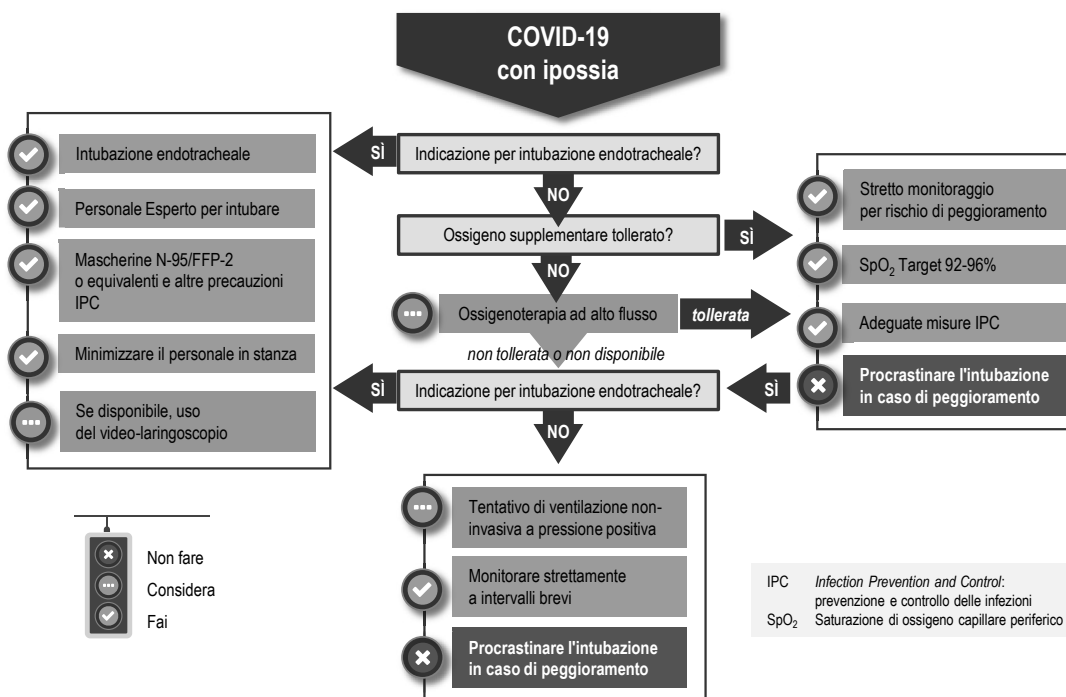 COVID-19
con ipossia
Indicazione per intubazione endotracheale?
SÌ
NO
Intubazione endotracheale
Personale Esperto per intubare
Mascherine N-95/FFP-2
o equivalenti e altre precauzioni
IPC
Minimizzare il personale in stanza
Se disponibile, uso
del video-laringoscopio
Ossigeno supplementare tollerato?
SÌ
NO
Stretto monitoraggio
per rischio di peggioramento
SpO₂ Target 92-96%
Adeguate misure IPC
Procrastinare l'intubazione
in caso di peggioramento
Ossigenoterapia ad alto flusso
tollerata
non tollerata o non disponibile
SÌ
Indicazione per intubazione endotracheale?
SÌ
NO
Tentativo di ventilazione non-
invasiva a pressione positiva
Monitorare strettamente
a intervalli brevi
Procrastinare l'intubazione
in caso di peggioramento
Non fare
Considera
Fai
IPC Infection Prevention and Control:
prevenzione e controllo delle infezioni
SpO₂ Saturazione di ossigeno capillare periferico